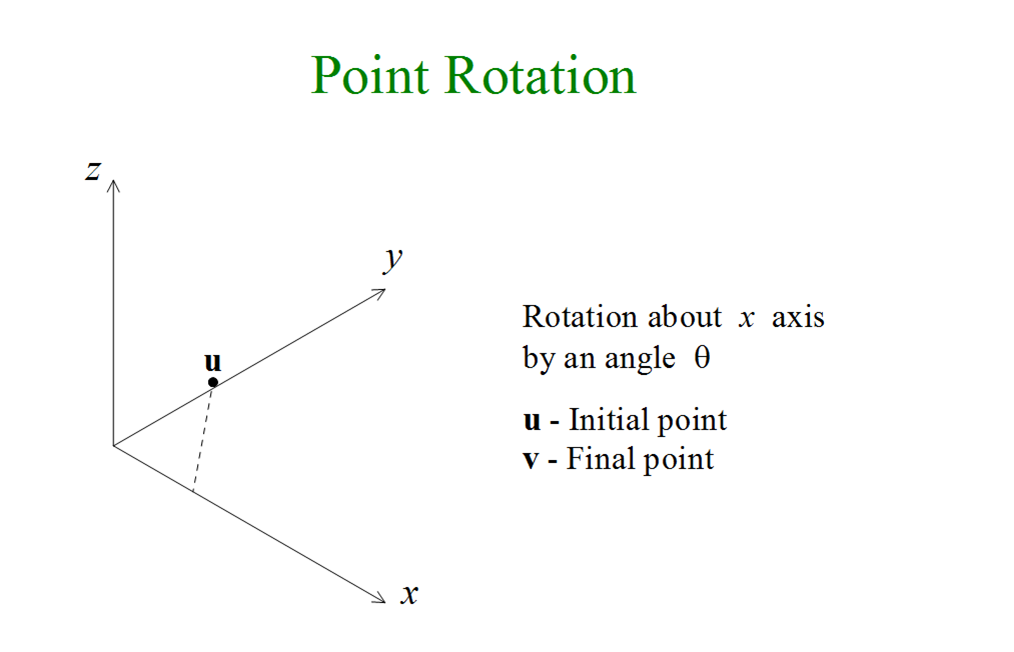 Point Rotation
z
y
u
Rotation about x axis
by an angle θ
u - Initial point
v - Final point
x